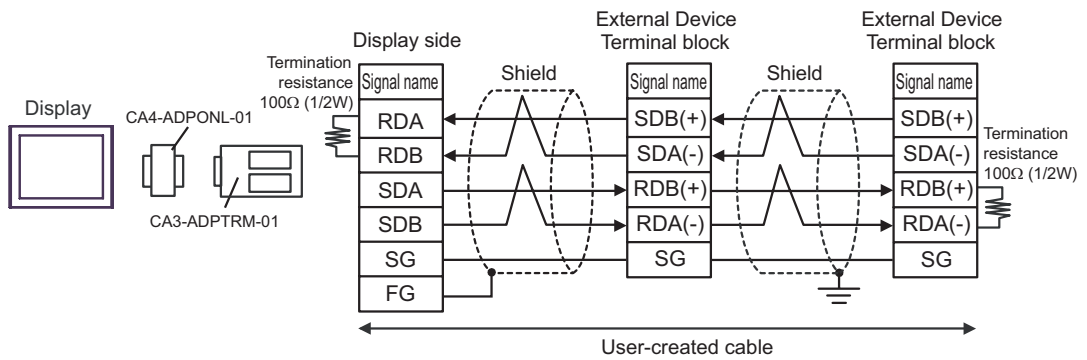 External Device
Terminal block
External Device
Terminal block
Display side
Termination
resistance
100Ω (1/2W)
Signal name
Shield
Signal name
Shield
Signal name
Display
CA4-ADPONL-01
CA3-ADPTRM-01
RDA
SDB(+)
SDB(+)
RDB
SDA(-)
SDA(-)
Termination
resistance
100Ω (1/2W)
SDA
RDB(+)
RDB(+)
SDB
RDA(-)
RDA(-)
SG
SG
SG
FG
User-created cable